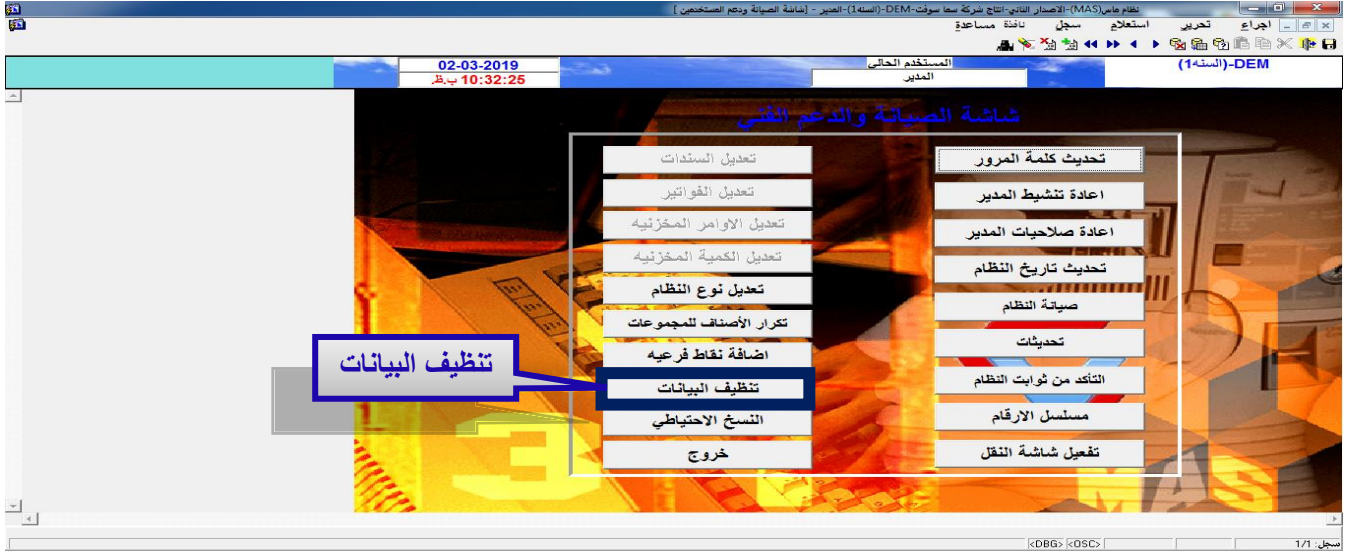 نظام ماس(MAS)-الاصدار الثاني-انتاج شركة سما سوفت-DEM-(السنه1)-المدير - [شاشة الصيانة ودعم المستخدمين ]
اجراء تحرير استعلام سجل نافذة مساعدة
DEM-(السنه1)
المستخدم الحالي
المدير
02-03-2019
10:32:25 ب.ظ.
شاشة الصيانة والدعم الفني
تحديث كلمة المرور
اعادة تنشيط المدير
اعادة صلاحيات المدير
تحديث تاريخ النظام
صيانة النظام
تحديثات
التأكد من ثوابت النظام
مسلسل الارقام
تفعيل شاشة النقل
تعديل السندات
تعديل الفواتير
تعديل الاوامر المخزنيه
تعديل الكمية المخزنيه
تعديل نوع النظام
تكرار الأصناف للمجموعات
اضافة نقاط فرعيه
تنظيف البيانات
النسخ الاحتياطي
خروج
تنظيف البيانات
3
MAS
سجل: 1/1
<OSC>
<DBG>